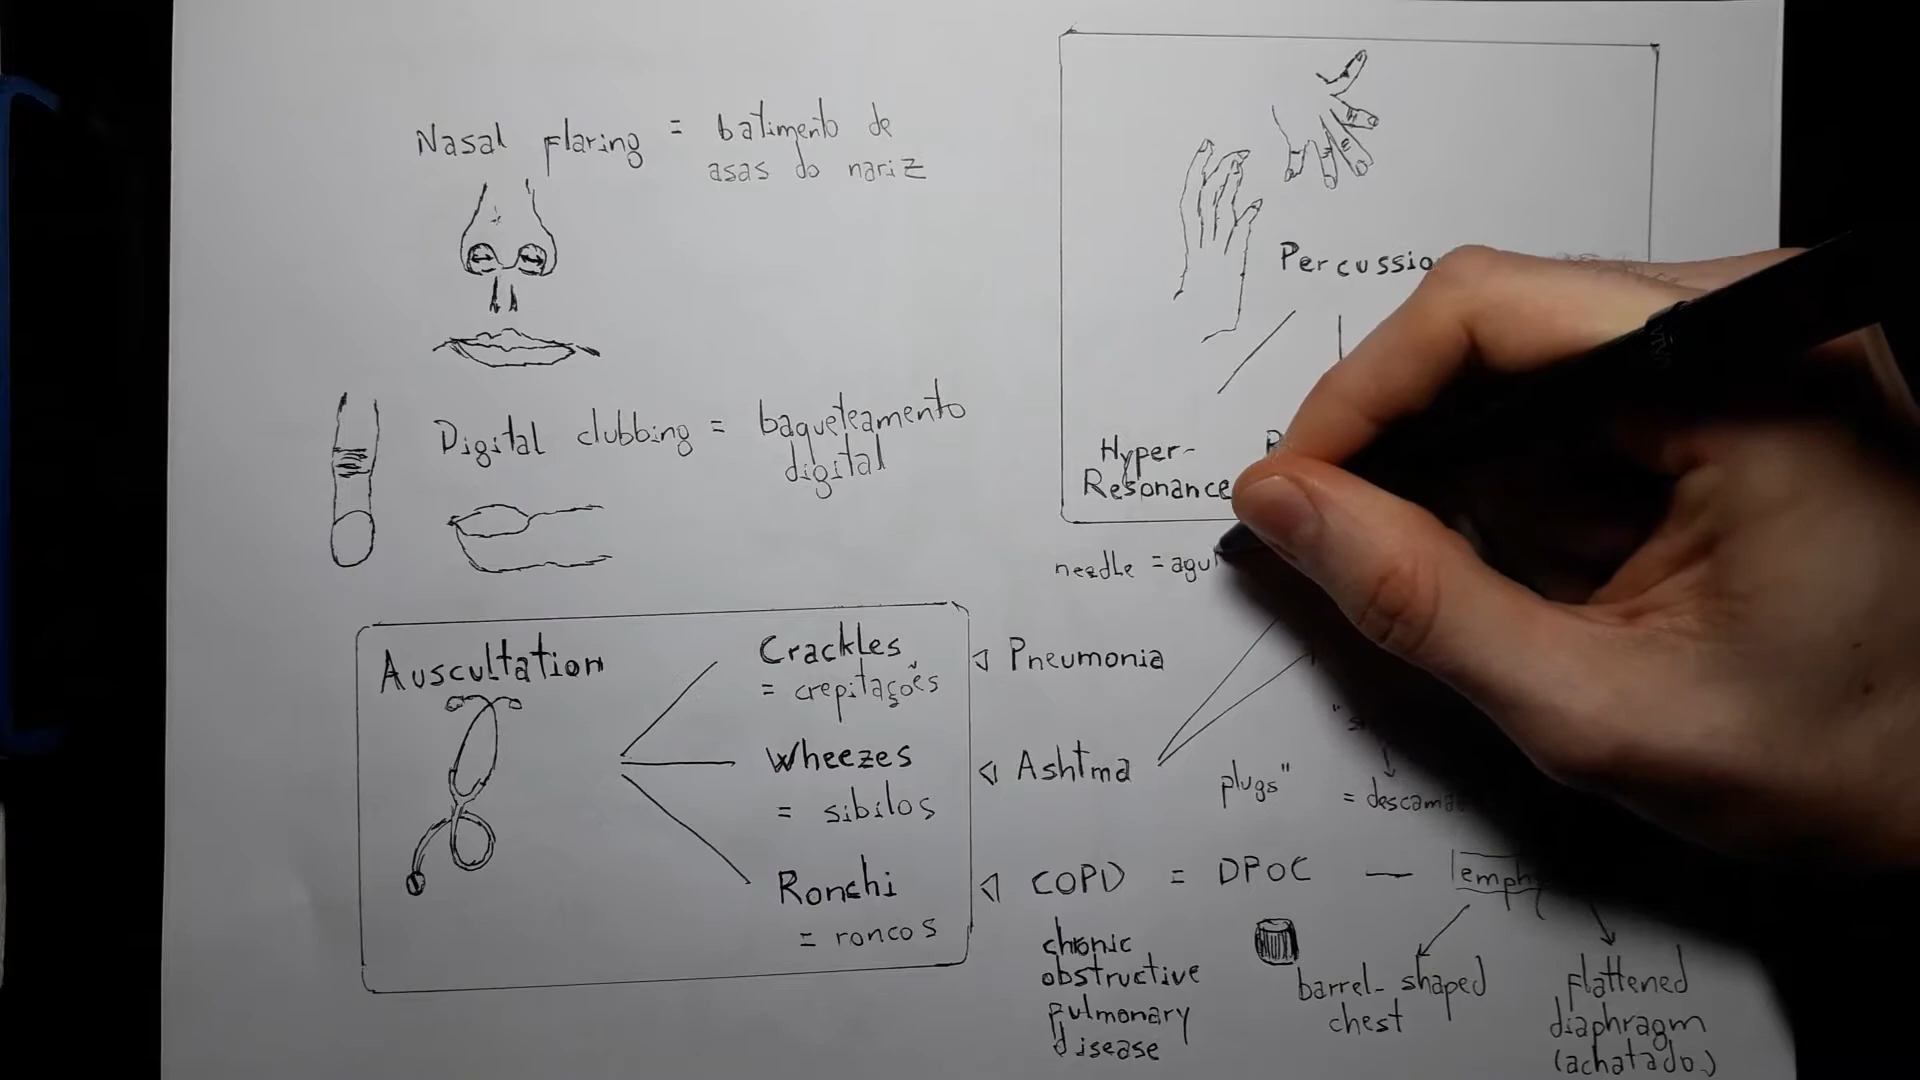 Nasal flaring = batimento de
asas do nariz
Digital clubbing = baqueteamento
digital
Percussio
Hyper-
Resonance
needle = agul
Auscultation
Crackles
= crepitações
Wheezes
= sibilos
Ronchi
= roncos
Pneumonia
Ashtma
plugs"
= descama
COPD = DPOC
chronic
obstructive
pulmonary
disease
barrel-shaped
chest
flattened
diaphragm
(achatado)